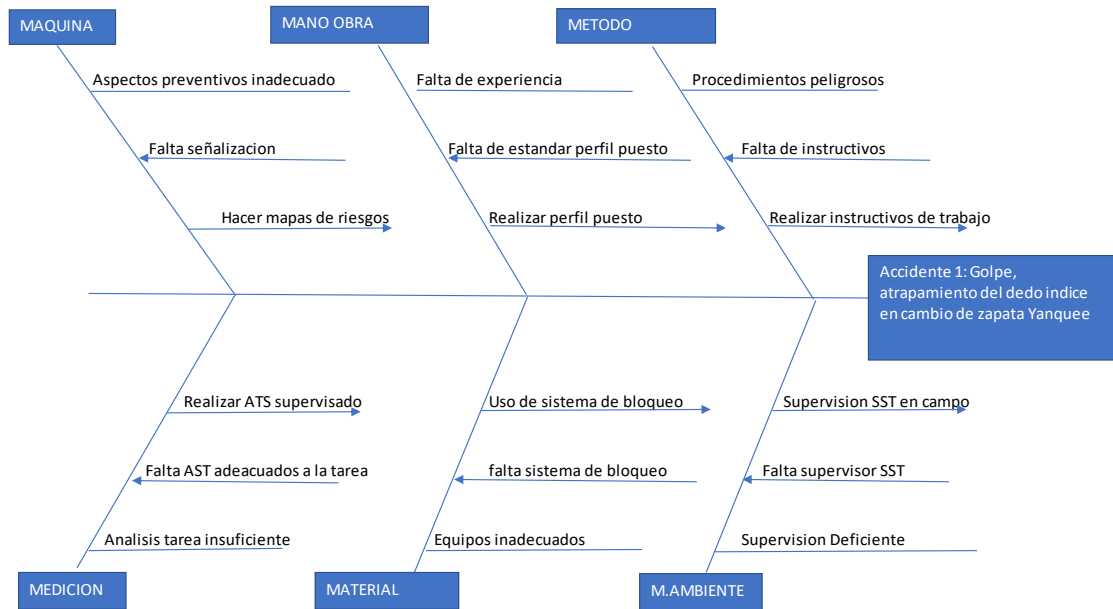 MAQUINA
MANO OBRA
METODO
Aspectos preventivos inadecuado
Falta de experiencia
Procedimientos peligrosos
Falta señalizacion
Falta de estandar perfil puesto
Falta de instructivos
Hacer mapas de riesgos
Realizar perfil puesto
Realizar instructivos de trabajo
Accidente 1: Golpe,
atrapamiento del dedo indice
en cambio de zapata Yanquee
Realizar ATS supervisado
Uso de sistema de bloqueo
Supervision SST en campo
Falta AST adeacuados a la tarea
falta sistema de bloqueo
Falta supervisor SST
Analisis tarea insuficiente
Equipos inadecuados
Supervision Deficiente
MEDICION
MATERIAL
M.AMBIENTE